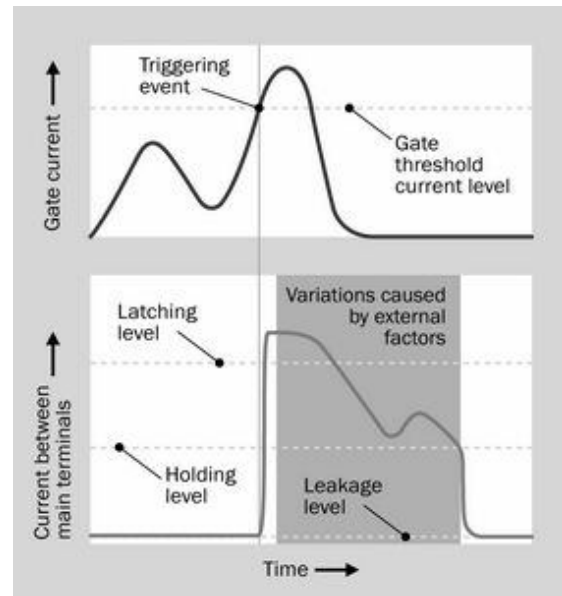 Triggering
event
Gate
threshold
current level
Gate current
Variations caused
by external
factors
Latching
level
Holding
level
Leakage
level
Current between
main terminals
Time